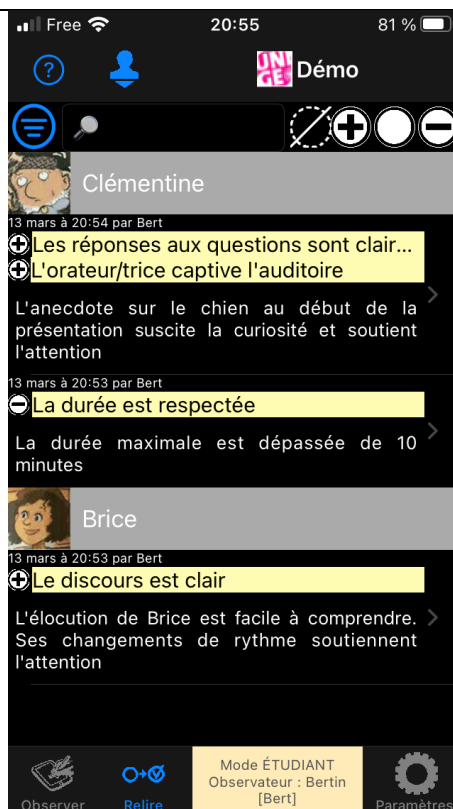 Free 20:55 81 %
? UNI GE Démo
Clémentine
13 mars à 20:54 par Bert
Les réponses aux questions sont clair...
L'orateur/trice captive l'auditoire
L'anecdote sur le chien au début de la
présentation suscite la curiosité et soutient
l'attention
13 mars à 20:53 par Bert
La durée est respectée
La durée maximale est dépassée de 10
minutes
Brice
13 mars à 20:53 par Bert
Le discours est clair
L'élocution de Brice est facile à comprendre.
Ses changements de rythme soutiennent
l'attention
Mode ÉTUDIANT
Observateur : Bertin
[Bert]
Observer Relire Paramètres